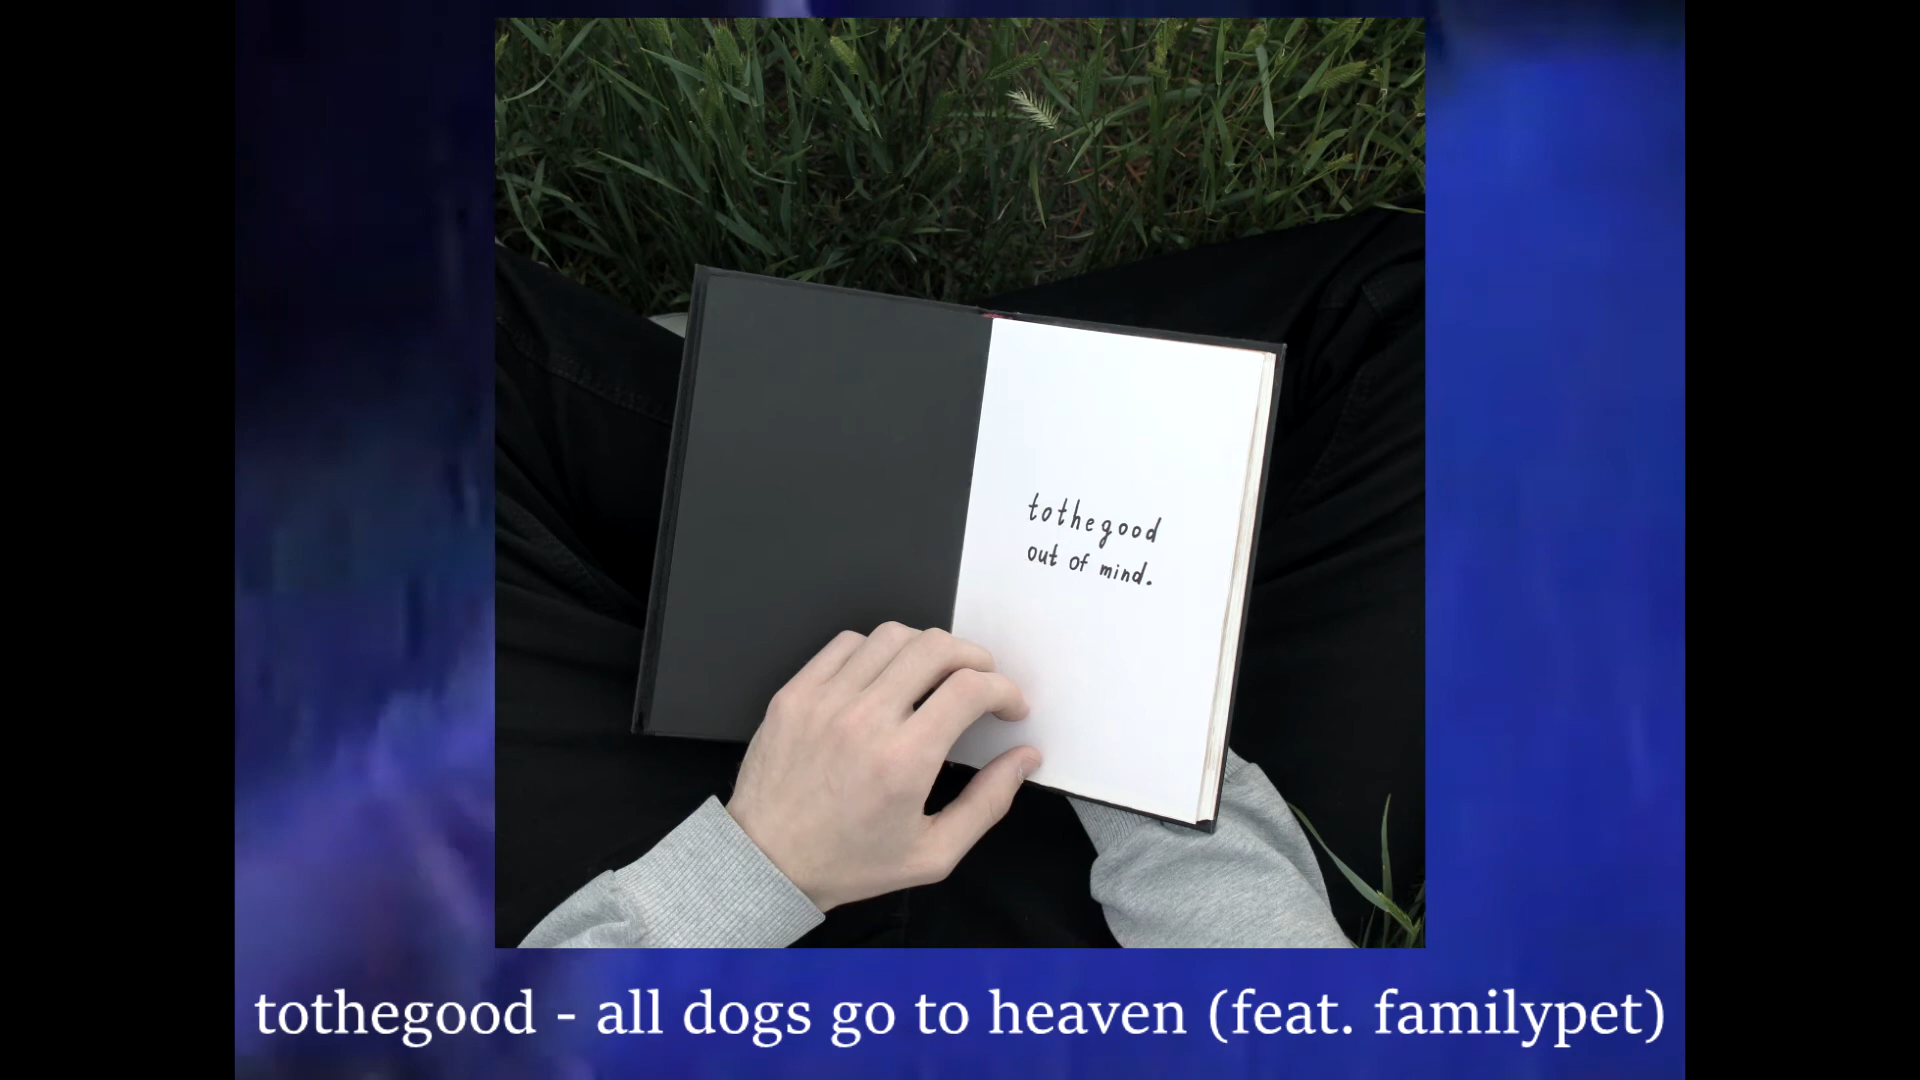 tothegood
out of mind.
tothegood - all dogs go to heaven (feat. familypet)